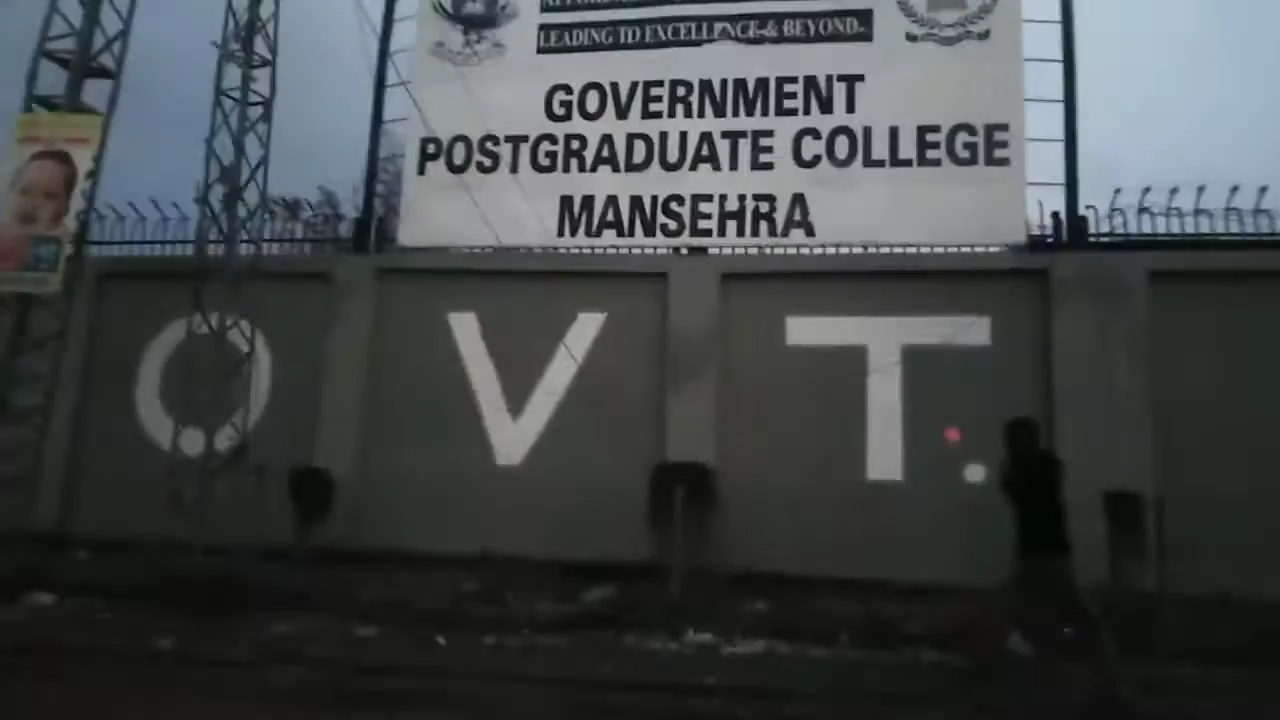 LEADING TO EXCELLENCE & BEYOND.
GOVERNMENT
POSTGRADUATE COLLEGE
MANSEHRA
O V T.